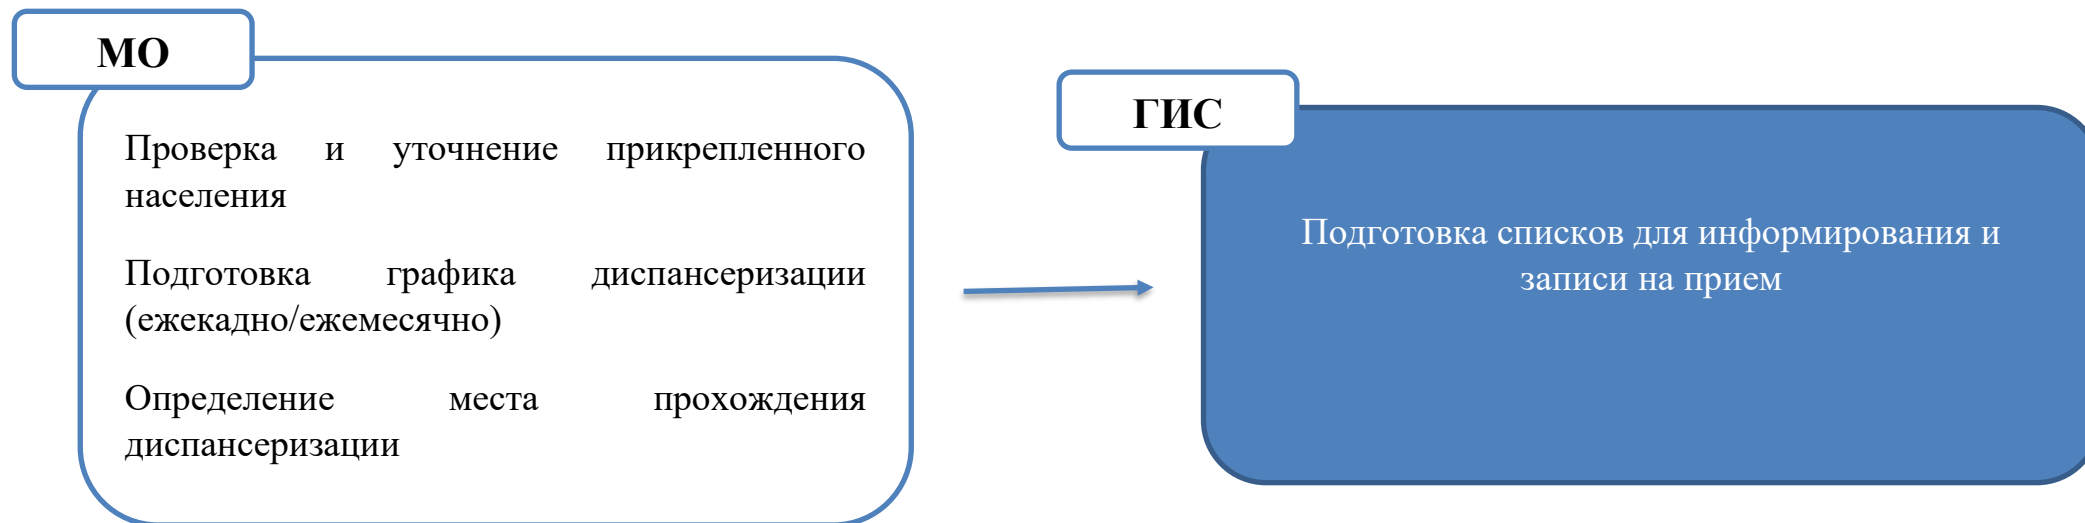 МО
Проверка и уточнение прикрепленного
населения
Подготовка графика диспансеризации
(ежекадно/ежемесячно)
Определение места прохождения
диспансеризации
ГИС
Подготовка списков для информирования и
записи на прием